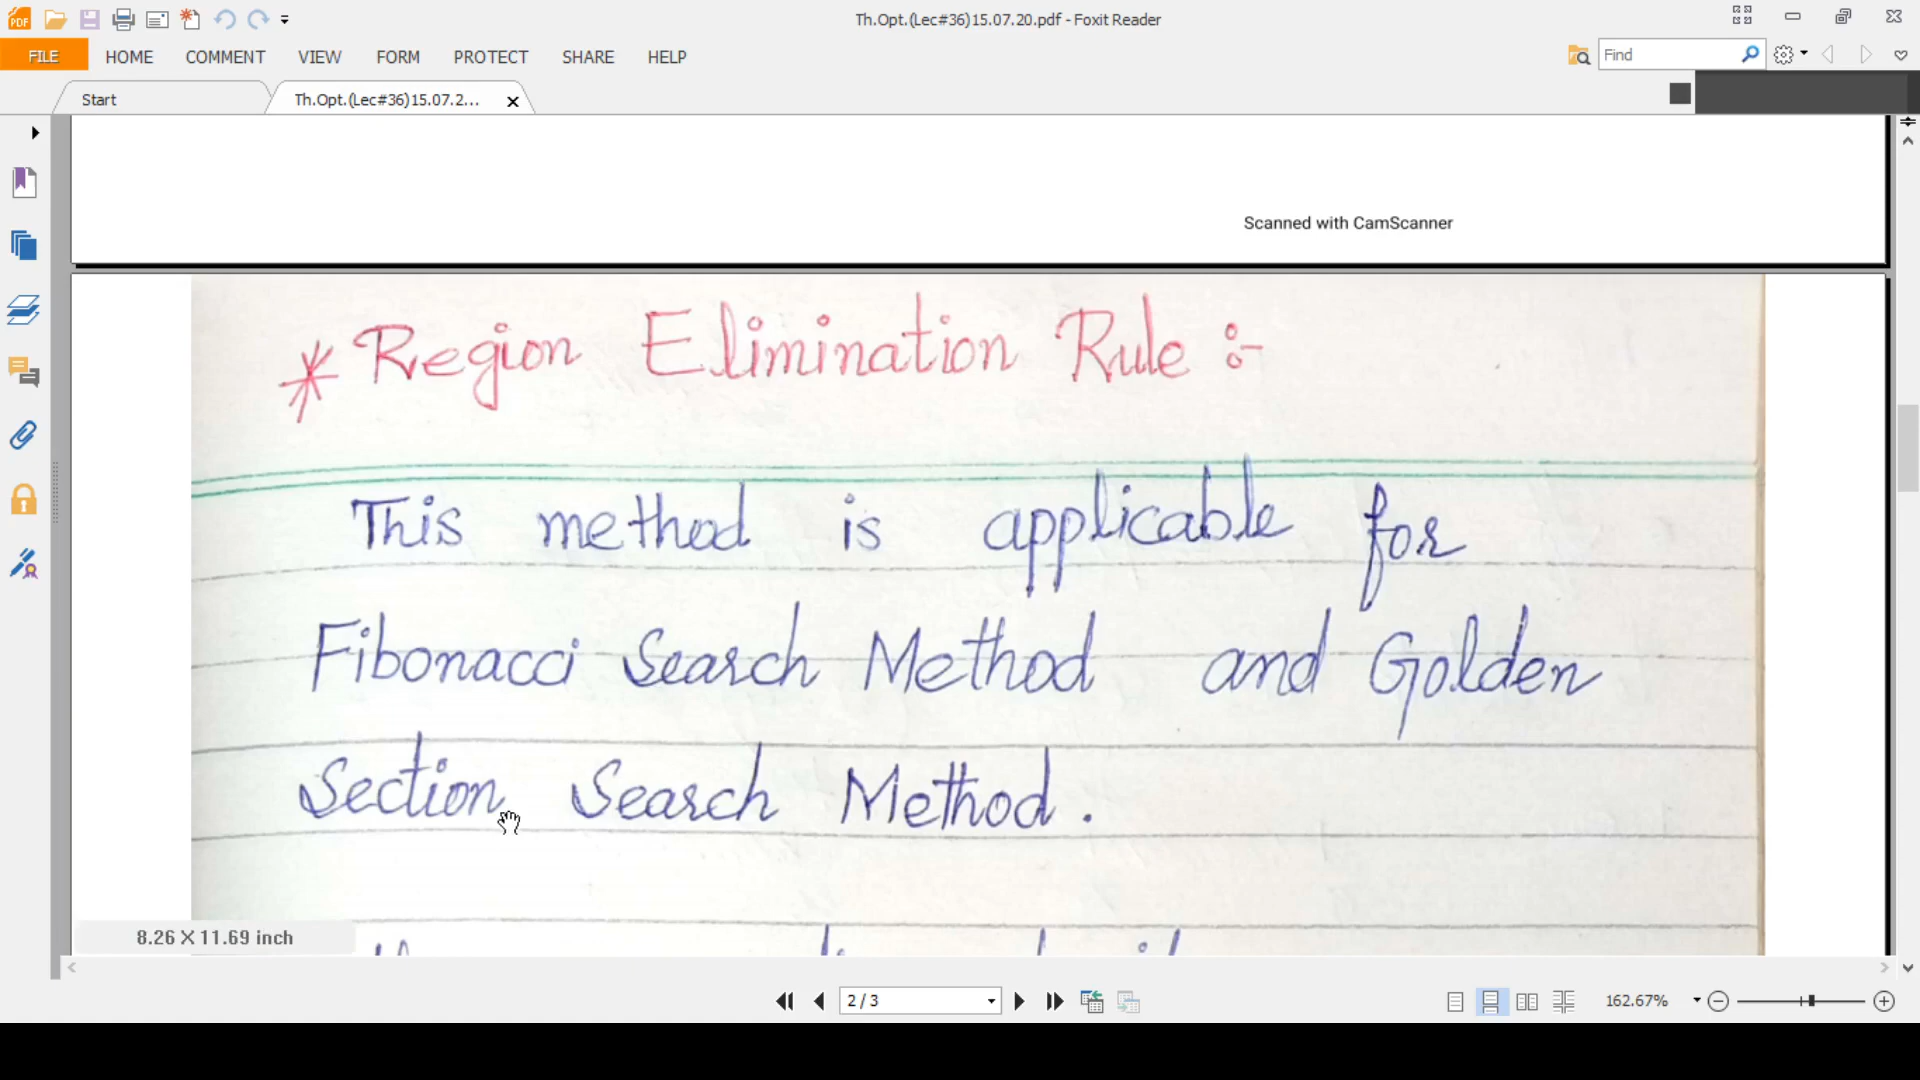 Th.Opt.(Lec#36)15.07.20.pdf - Foxit Reader
FILE HOME COMMENT VIEW FORM PROTECT SHARE HELP
Find
Start Th.Opt.(Lec#36)15.07.2...
Scanned with CamScanner
* Region Elimination Rule :-
This method is applicable for
Fibonacci Search Method and Golden
Section Search Method.
8.26 X 11.69 inch
2 / 3
162.67%